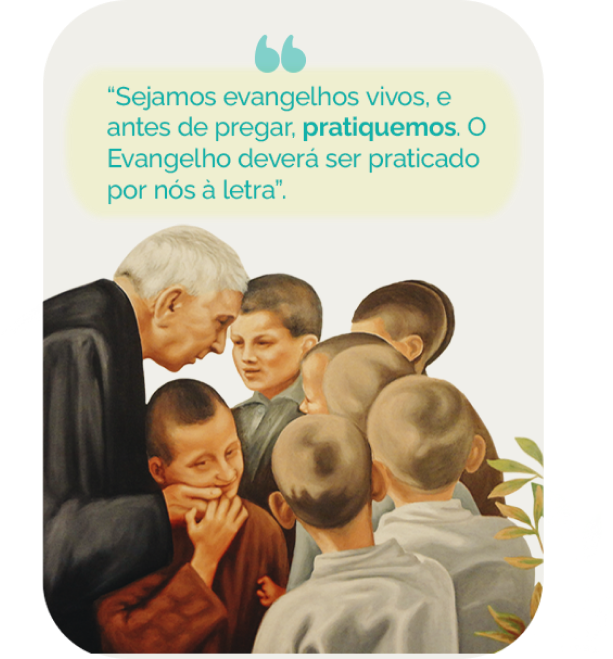 “Sejamos evangelhos vivos, e
antes de pregar, pratiquemos. O
Evangelho deverá ser praticado
por nós à letra”.